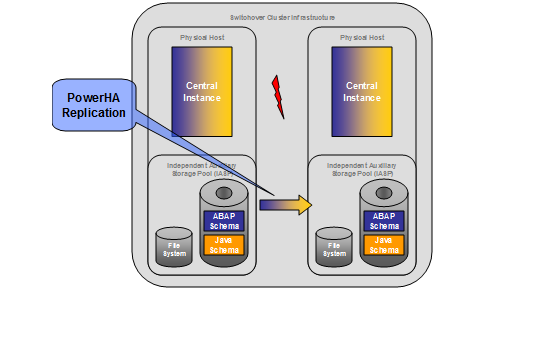 Switchover Cluster Infrastructure
Physical Host
Physical Host
Central
Instance
Central
Instance
PowerHA
Replication
Independent Auxiliary
Storage Pool (IASP)
Independent Auxiliary
Storage Pool (IASP)
ABAP
Schema
Java
Schema
File
System
ABAP
Schema
Java
Schema
File
System